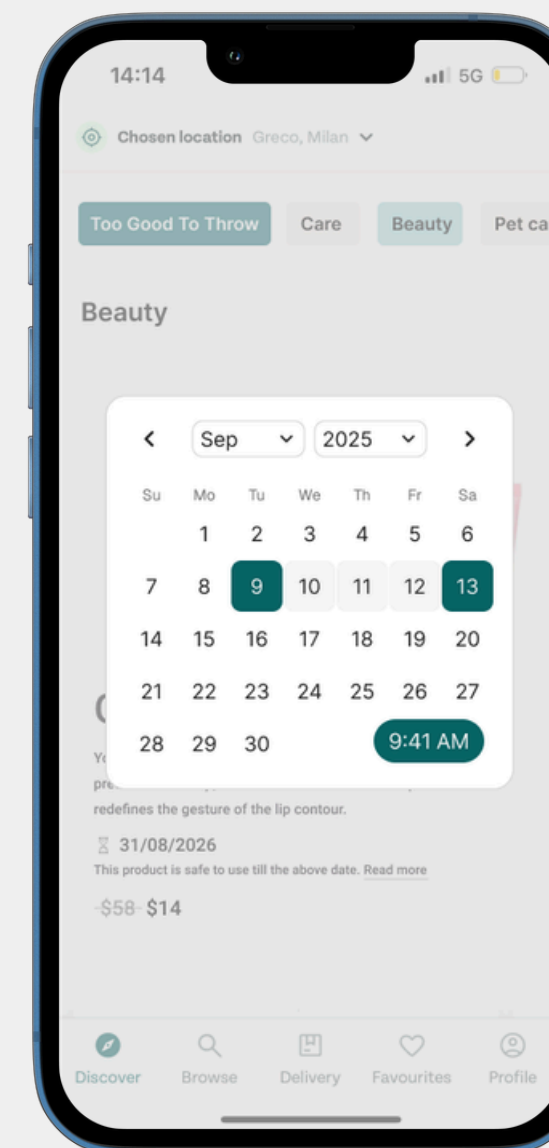 14:14 5G
Chosen location Greco, Milan
Too Good To Throw Care Beauty Pet ca
Beauty
Sep 2025
Su Mo Tu We Th Fr Sa
1 2 3 4 5 6
7 8 9 10 11 12 13
14 15 16 17 18 19 20
21 22 23 24 25 26 27
28 29 30 9:41 AM
redefines the gesture of the lip contour.
31/08/2026
This product is safe to use till the above date. Read more
$58 $14
Discover Browse Delivery Favourites Profile